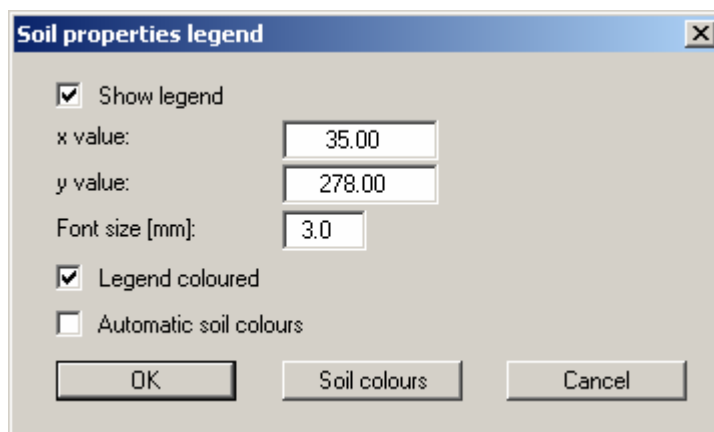 Soil properties legend
Show legend
x value: 35.00
y value: 278.00
Font size [mm]: 3.0
Legend coloured
Automatic soil colours
OK Soil colours Cancel